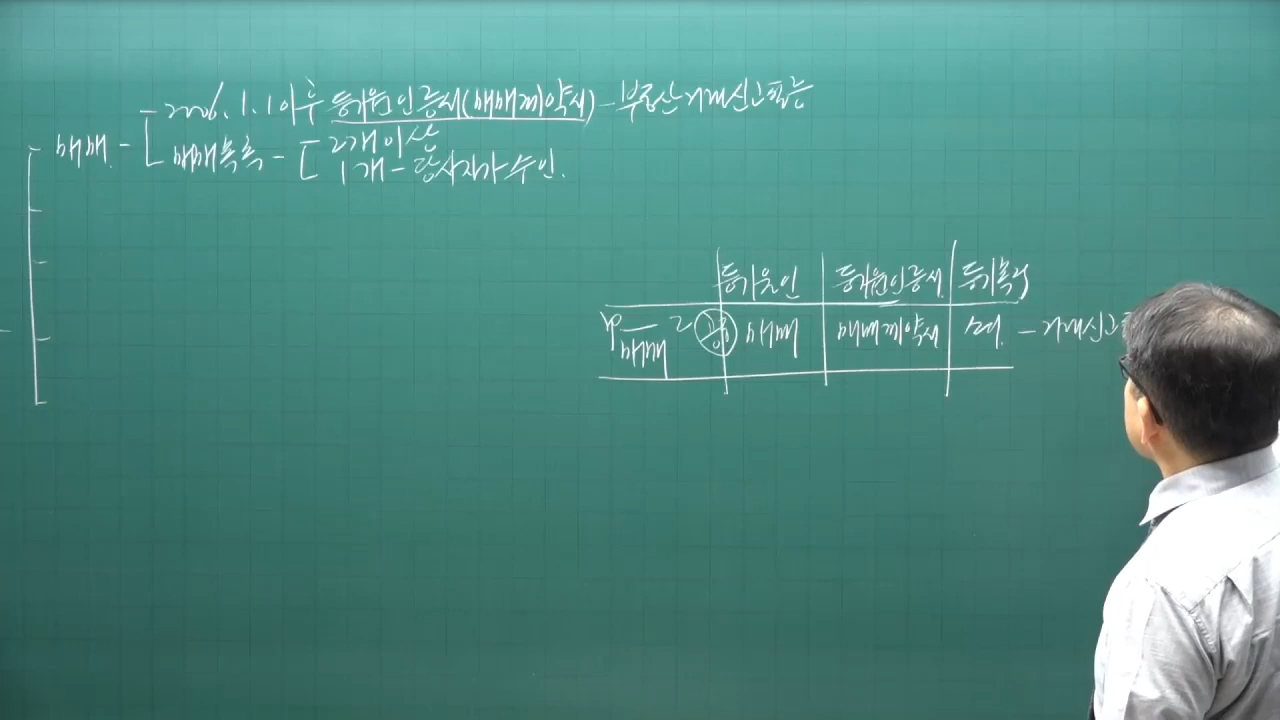 2006.1.1 이후 등기원인증서(매매계약서) - 부동산거래신고필증
매매 - 매매목록 - 2개 이상
1개 - 당사자가 수인.
등기원인 등기원인증서 등기목적
매매 매매 매매계약서 - 거래신고